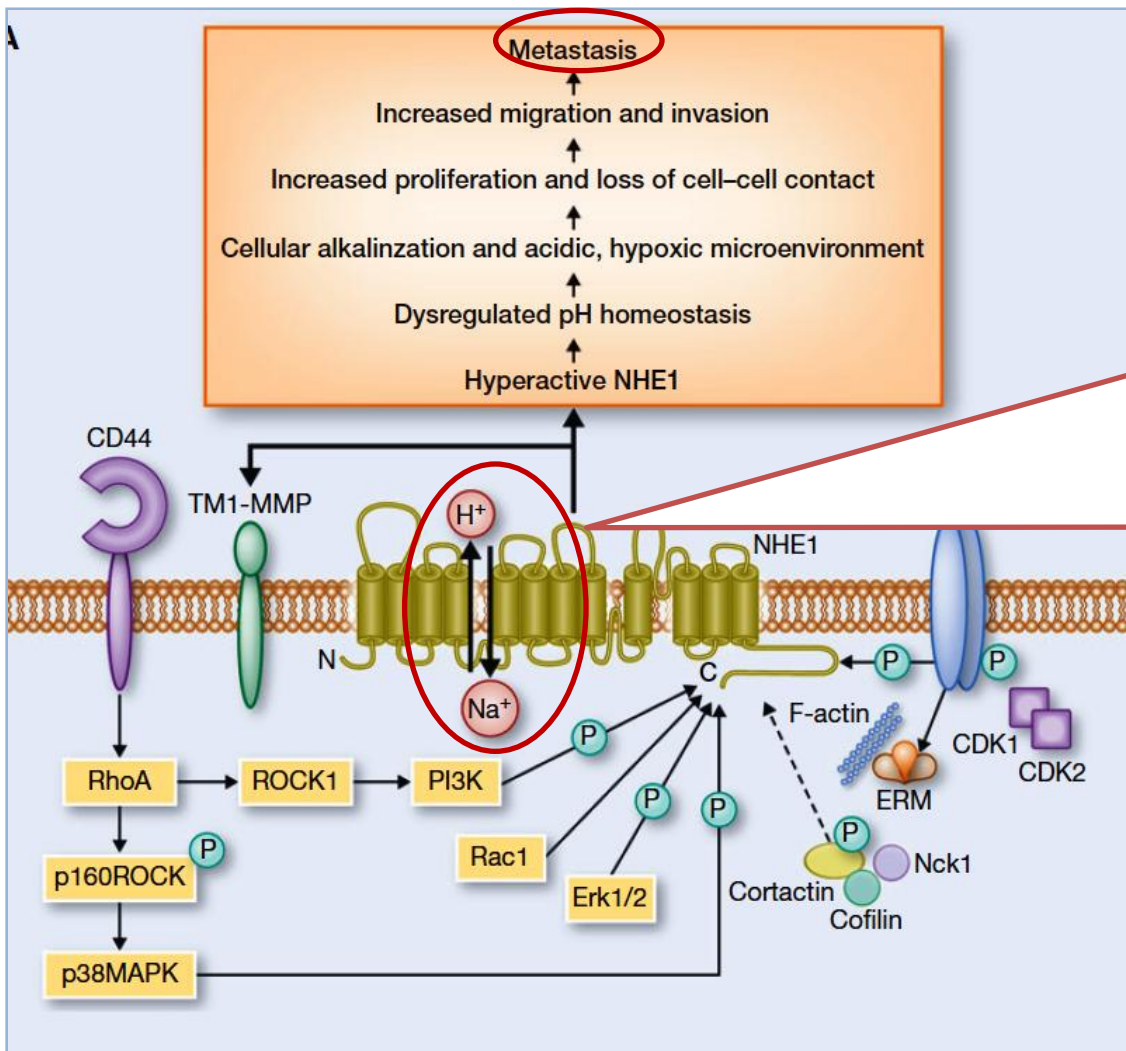 A
Metastasis
Increased migration and invasion
Increased proliferation and loss of cell–cell contact
Cellular alkalinzation and acidic, hypoxic microenvironment
Dysregulated pH homeostasis
Hyperactive NHE1
CD44
TM1-MMP
H+
NHE1
N
Na+
C
P
P
F-actin
CDK1
CDK2
ERM
P
RhoA
ROCK1
PI3K
P
P
P
p160ROCK
P
Rac1
Erk1/2
Cortactin
Nck1
Cofilin
p38MAPK